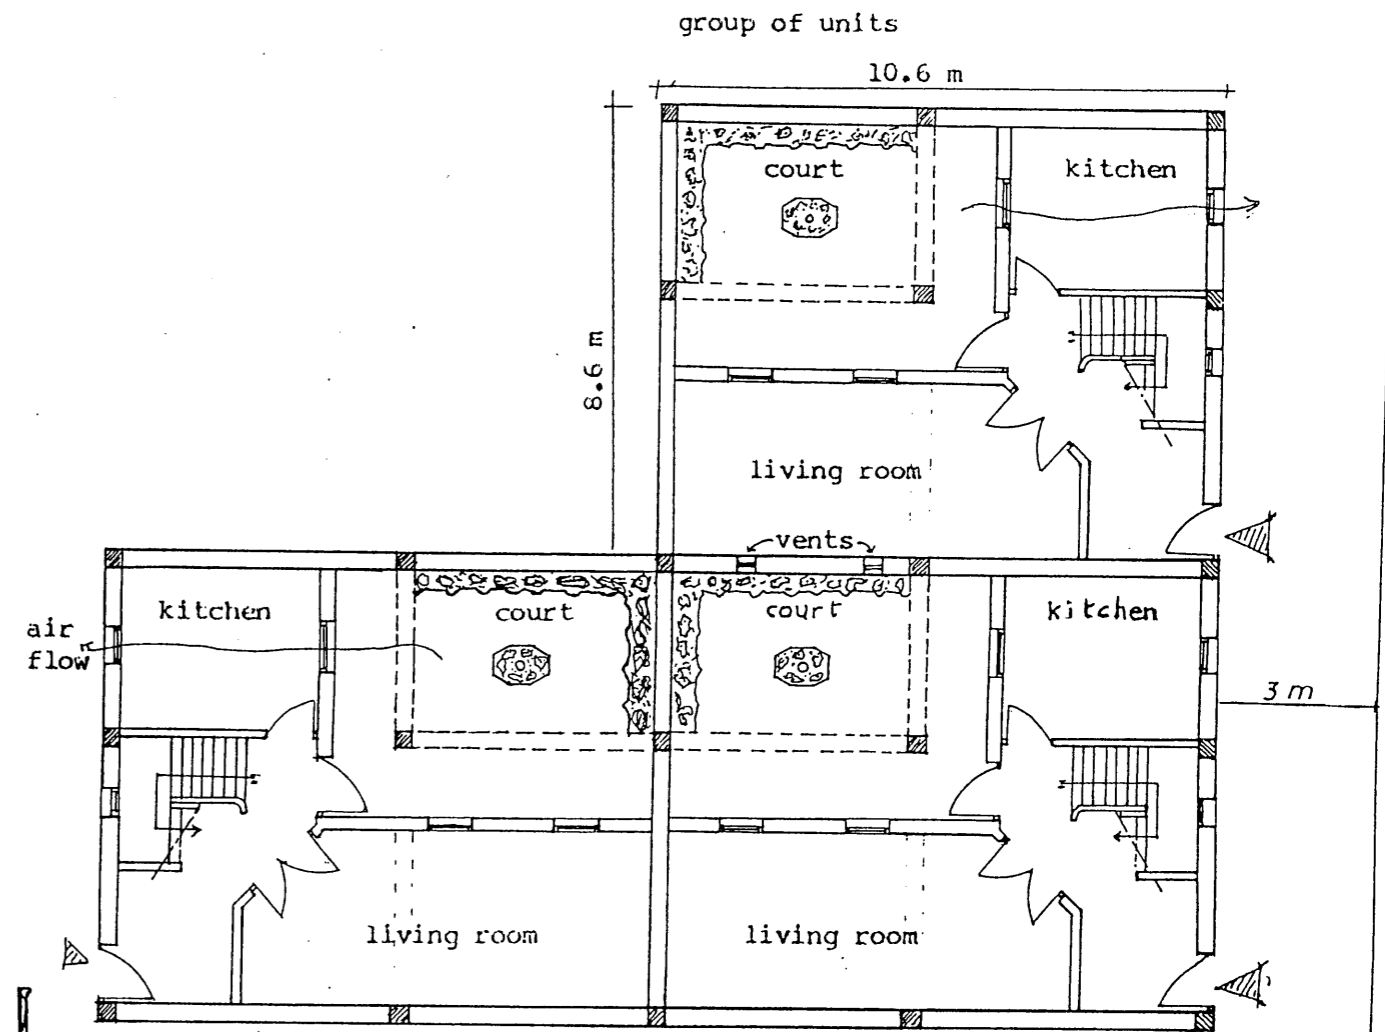 group of units
10.6 m
court
kitchen
8.6 m
living room
vents
kitchen
court
court
kitchen
air
flow
3 m
living room
living room